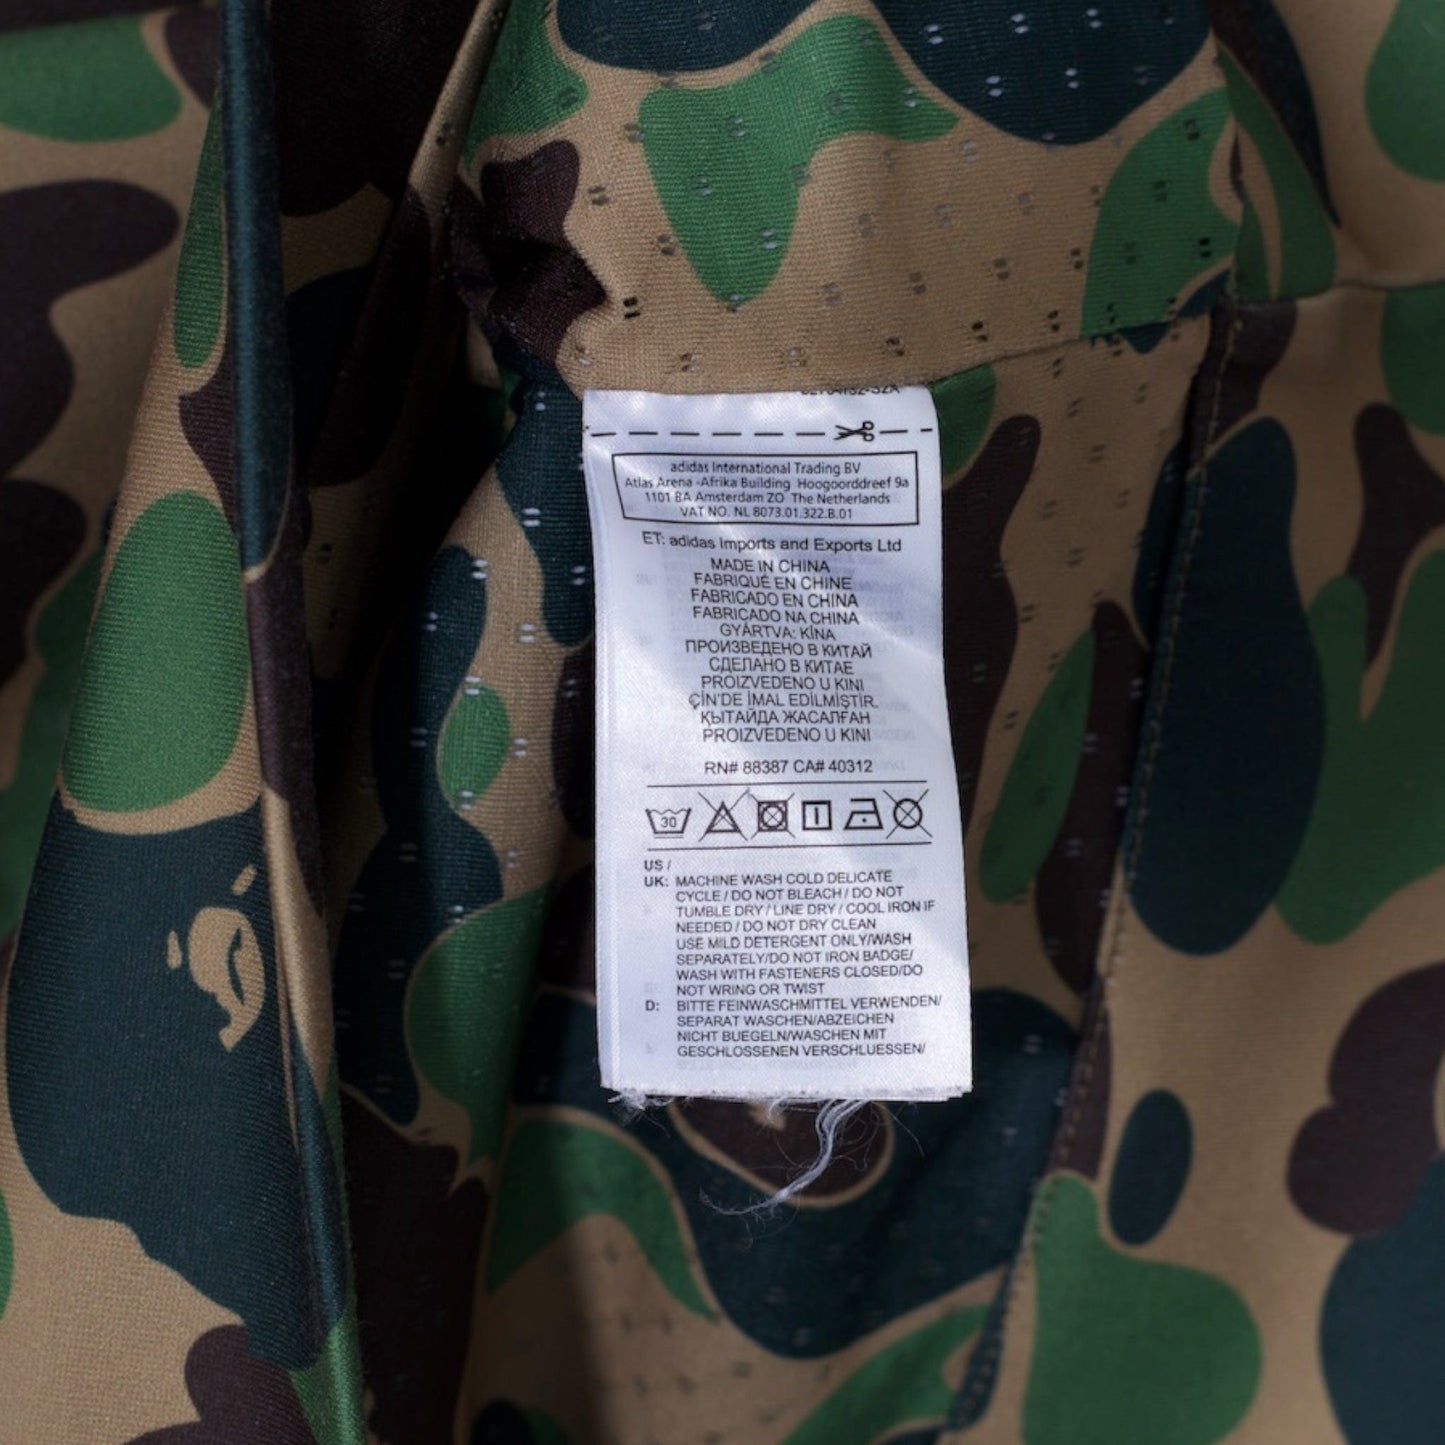 adidas International Trading BV
Atlas Arena -Afrika Building Hoogoorddreef 9a
1101 BA Amsterdam ZO The Netherlands
VAT NO. NL 8073.01.322.B.01
ET: adidas Imports and Exports Ltd
MADE IN CHINA
FABRIQUÉ EN CHINE
FABRICADO EN CHINA
FABRICADO NA CHINA
GYÁRTVA: KÍNA
ПРОИЗВЕДЕНО В КИТАЙ
СДЕЛАНО В КИТАЕ
PROIZVEDENO U KINI
ÇİN'DE İMAL EDİLMİŞTİR.
ҚЫТАЙДА ЖАСАЛҒАН
PROIZVEDENO U KINI
RN# 88387 CA# 40312
30
US /
UK: MACHINE WASH COLD DELICATE
CYCLE / DO NOT BLEACH / DO NOT
TUMBLE DRY / LINE DRY / COOL IRON IF
NEEDED / DO NOT DRY CLEAN
USE MILD DETERGENT ONLY/WASH
SEPARATELY/DO NOT IRON BADGE/
WASH WITH FASTENERS CLOSED/DO
NOT WRING OR TWIST
D: BITTE FEINWASCHMITTEL VERWENDEN/
SEPARAT WASCHEN/ABZEICHEN
NICHT BUEGELN/WASCHEN MIT
GESCHLOSSENEN VERSCHLUESSEN/